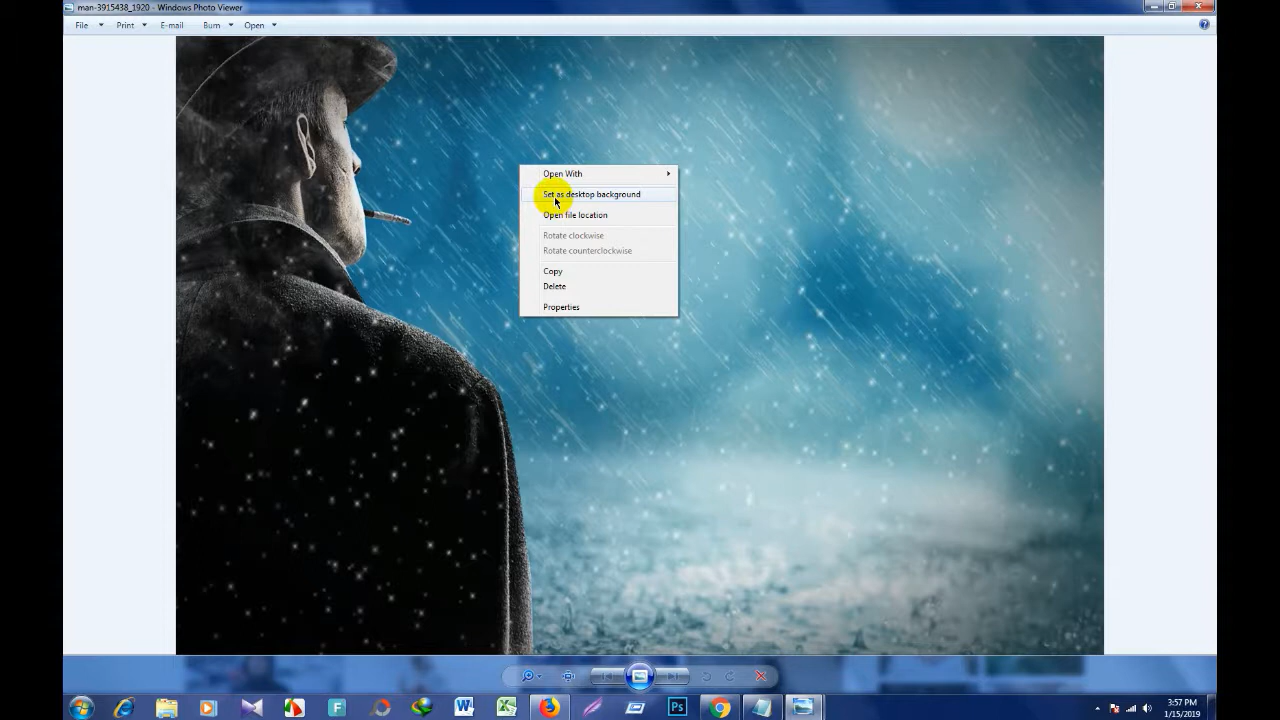 man-3915438_1920 - Windows Photo Viewer
File Print E-mail Burn Open
Open With
Set as desktop background
Open file location
Rotate clockwise
Rotate counterclockwise
Copy
Delete
Properties
3:57 PM
1/15/2019